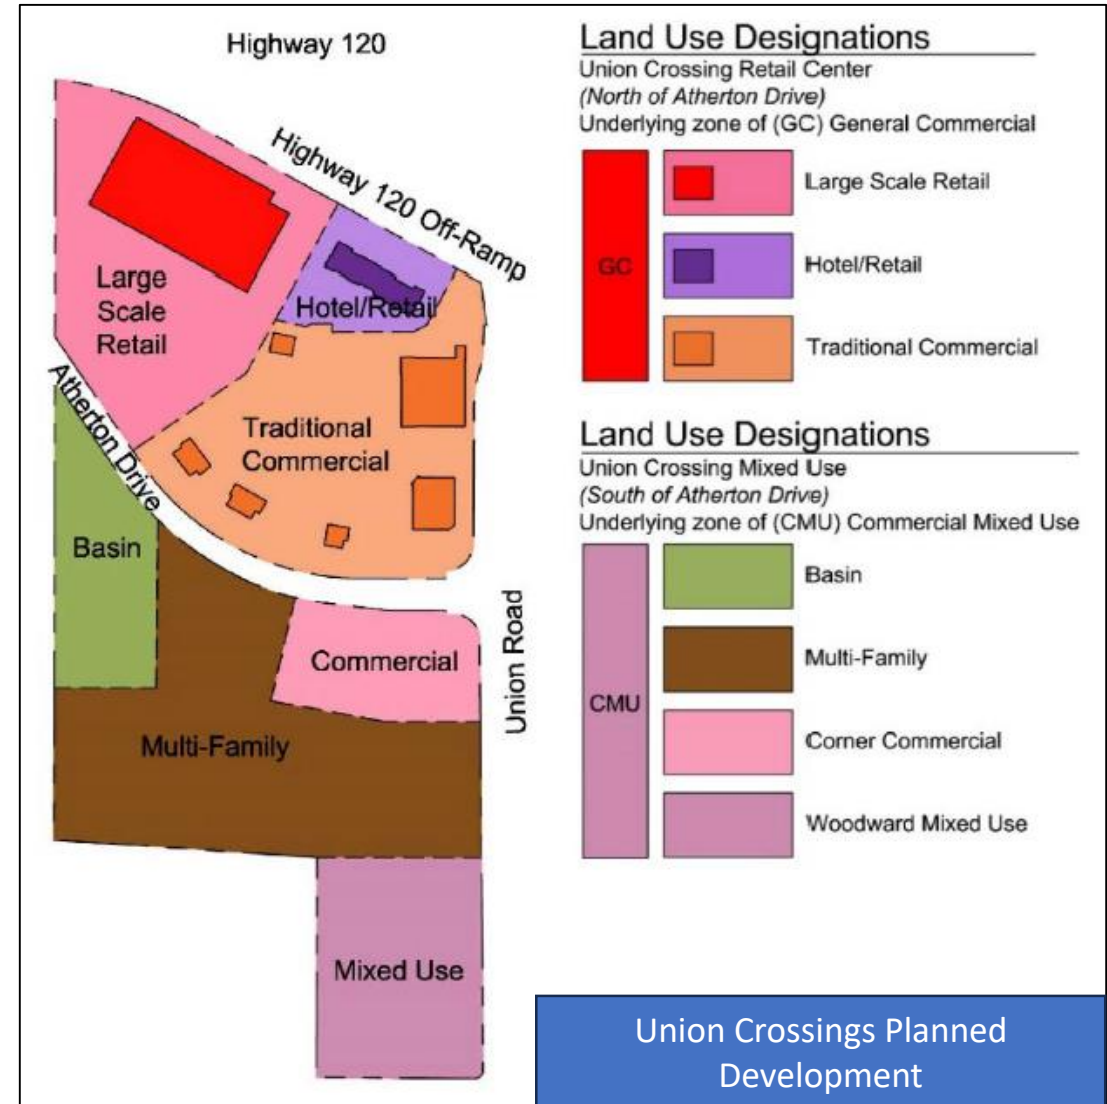 Highway 120
Highway 120 Off-Ramp
Large
Scale
Retail
Hotel/Retail
Atherton Drive
Traditional
Commercial
Basin
Commercial
Union Road
Multi-Family
Mixed Use
Land Use Designations
Union Crossing Retail Center
(North of Atherton Drive)
Underlying zone of (GC) General Commercial
GC
Large Scale Retail
Hotel/Retail
Traditional Commercial
Land Use Designations
Union Crossing Mixed Use
(South of Atherton Drive)
Underlying zone of (CMU) Commercial Mixed Use
CMU
Basin
Multi-Family
Corner Commercial
Woodward Mixed Use
Union Crossings Planned
Development